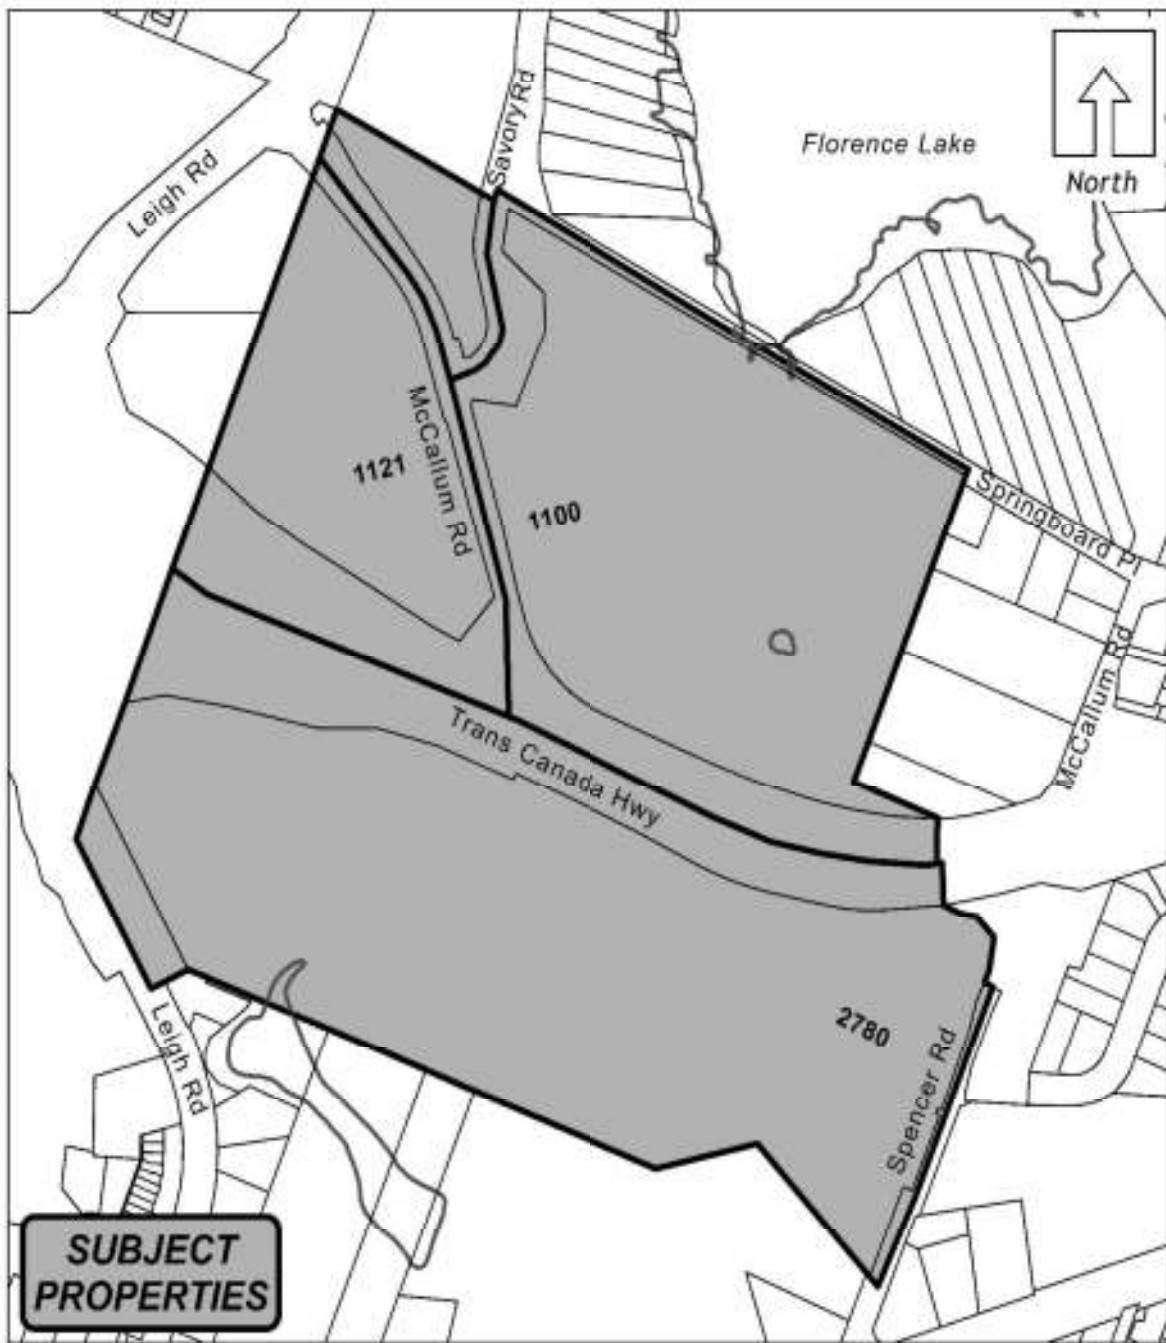 Savory Rd
Florence Lake
North
Leigh Rd
McCallum Rd
1121
1100
Springboard Pl
McCallum Rd
Trans Canada Hwy
2780
Spencer Rd
Leigh Rd
SUBJECT
PROPERTIES